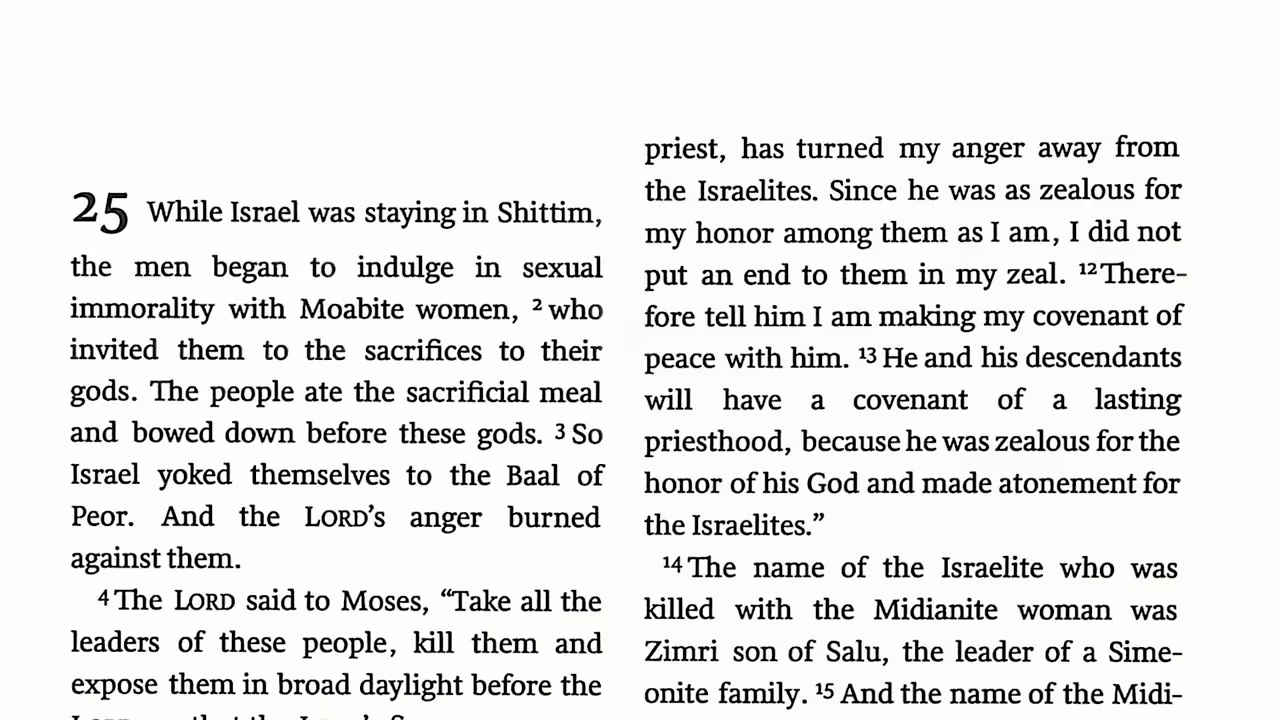 25 While Israel was staying in Shittim,
the men began to indulge in sexual
immorality with Moabite women, ² who
invited them to the sacrifices to their
gods. The people ate the sacrificial meal
and bowed down before these gods. ³ So
Israel yoked themselves to the Baal of
Peor. And the LORD’s anger burned
against them.
⁴ The LORD said to Moses, “Take all the
leaders of these people, kill them and
expose them in broad daylight before the
priest, has turned my anger away from
the Israelites. Since he was as zealous for
my honor among them as I am, I did not
put an end to them in my zeal. ¹² There-
fore tell him I am making my covenant of
peace with him. ¹³ He and his descendants
will have a covenant of a lasting
priesthood, because he was zealous for the
honor of his God and made atonement for
the Israelites.”
¹⁴ The name of the Israelite who was
killed with the Midianite woman was
Zimri son of Salu, the leader of a Sime-
onite family. ¹⁵ And the name of the Midi-